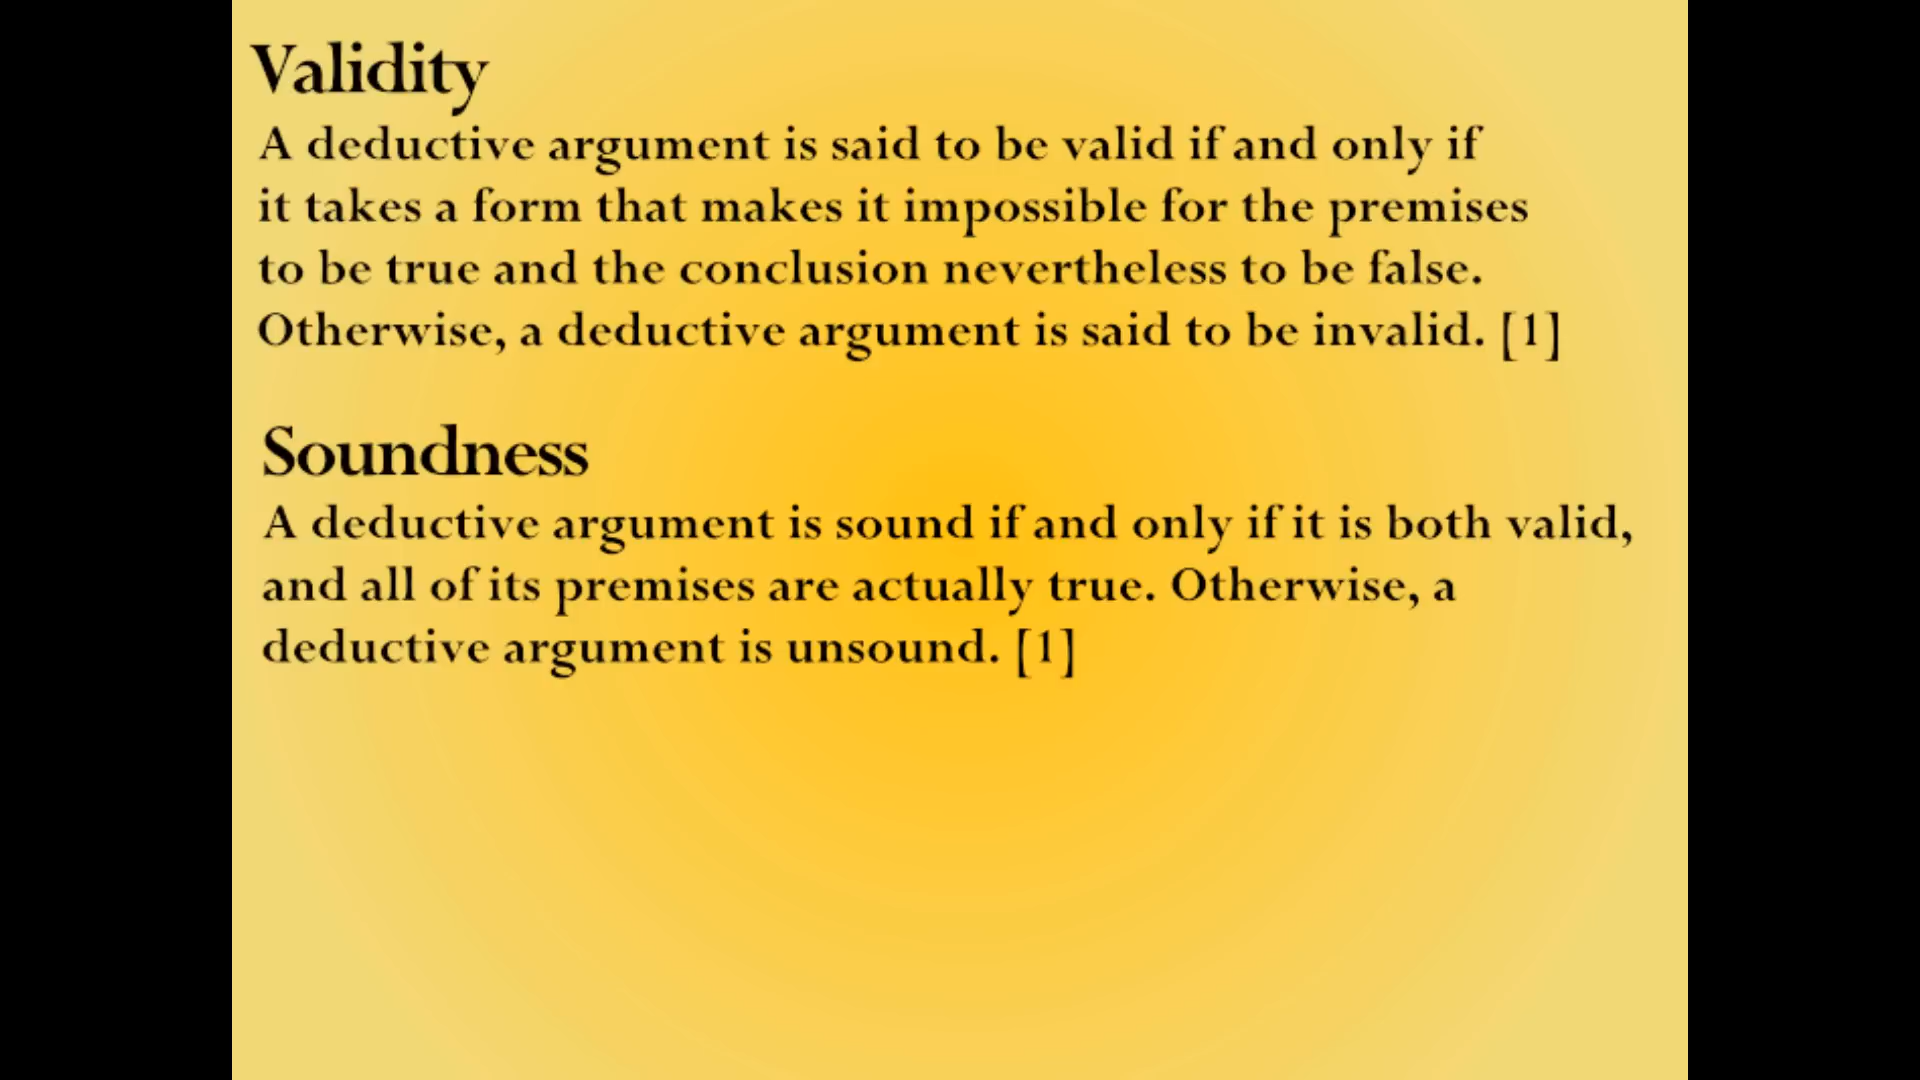 Validity
A deductive argument is said to be valid if and only if
it takes a form that makes it impossible for the premises
to be true and the conclusion nevertheless to be false.
Otherwise, a deductive argument is said to be invalid. [1]
Soundness
A deductive argument is sound if and only if it is both valid,
and all of its premises are actually true. Otherwise, a
deductive argument is unsound. [1]